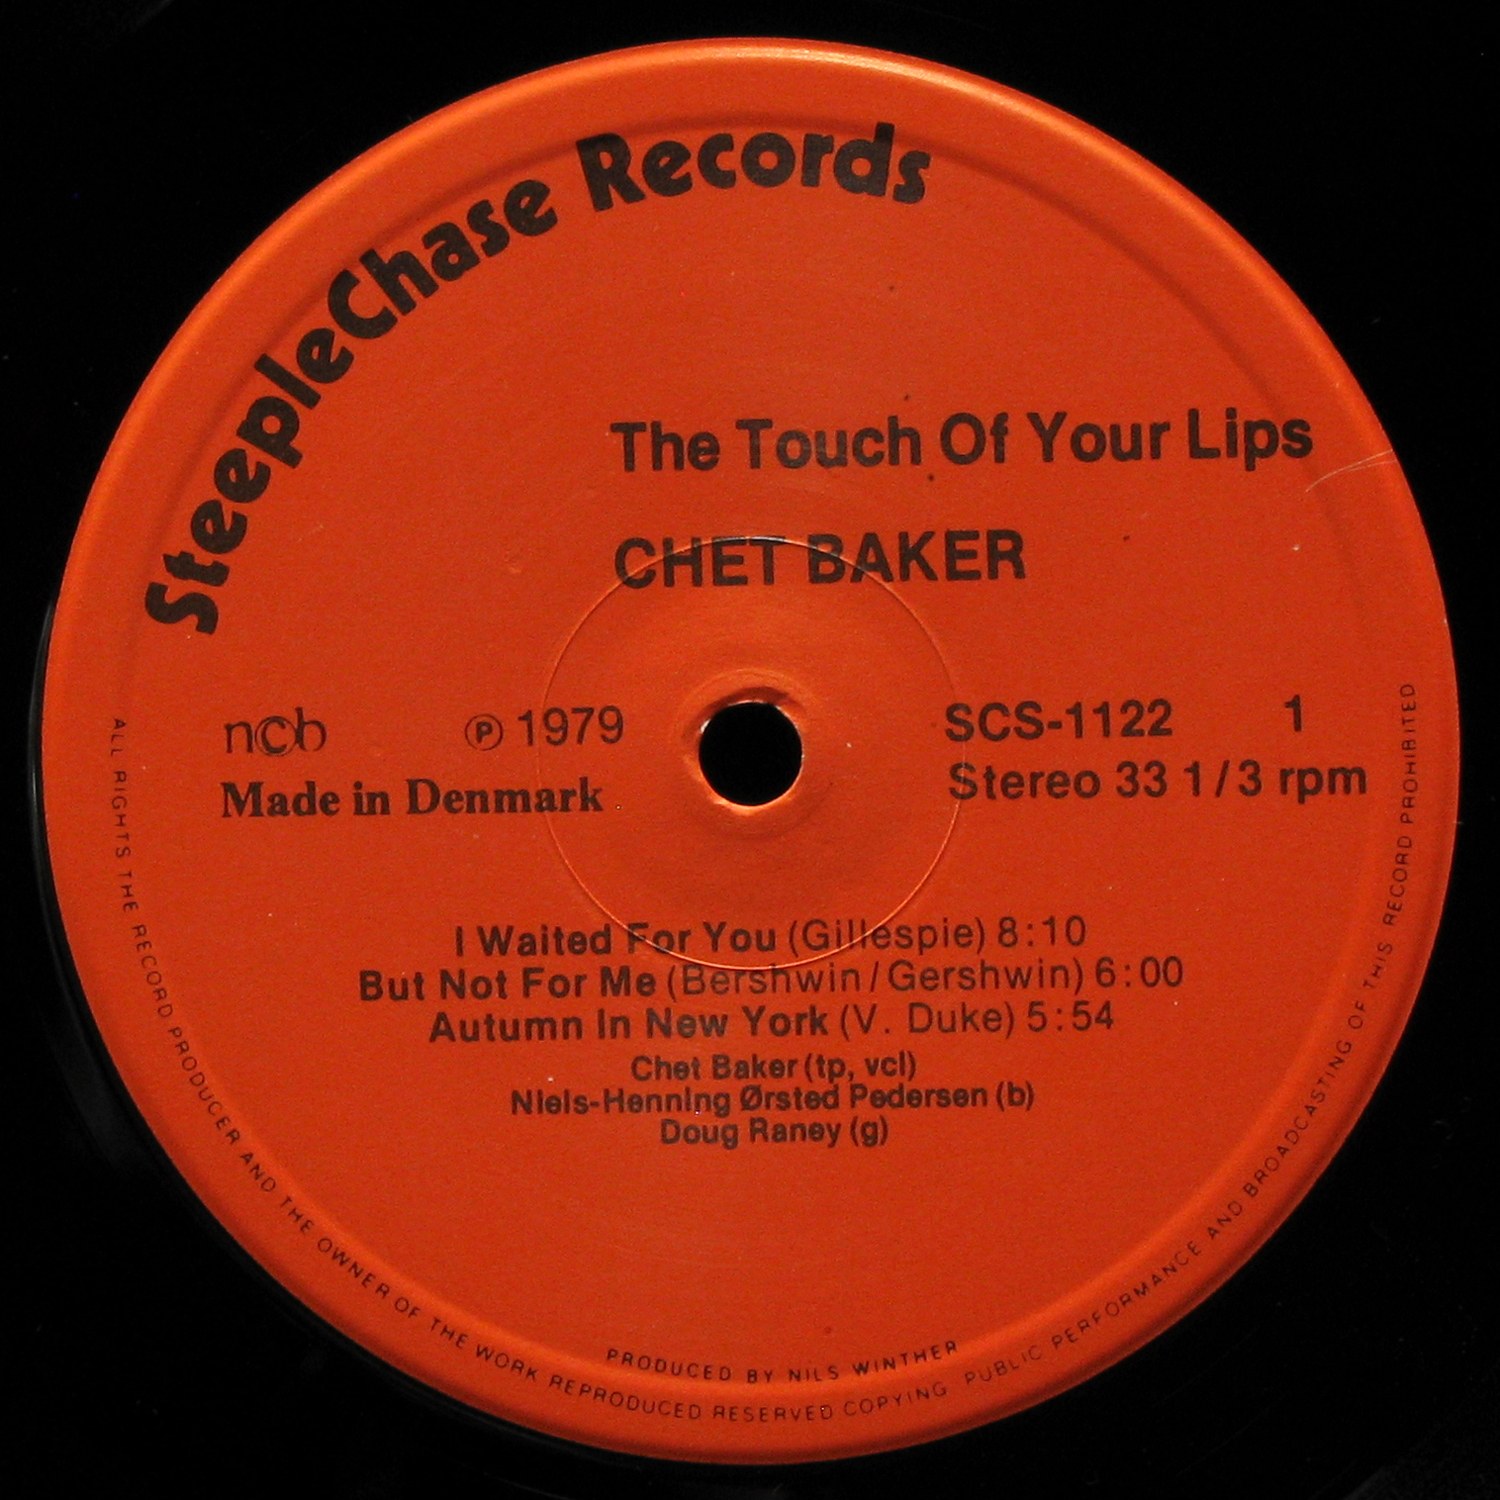 SteepleChase Records
The Touch Of Your Lips
CHET BAKER
ncb ℗ 1979
Made in Denmark
SCS-1122 1
Stereo 33 1/3 rpm
I Waited For You (Gillespie) 8:10
But Not For Me (Bershwin/Gershwin) 6:00
Autumn In New York (V. Duke) 5:54
Chet Baker (tp, vcl)
Niels-Henning Ørsted Pedersen (b)
Doug Raney (g)
PRODUCED BY NILS WINTHER
ALL RIGHTS THE RECORD PRODUCER AND THE OWNER OF THE WORK REPRODUCED RESERVED COPYING PUBLIC PERFORMANCE AND BROADCASTING OF THIS RECORD PROHIBITED